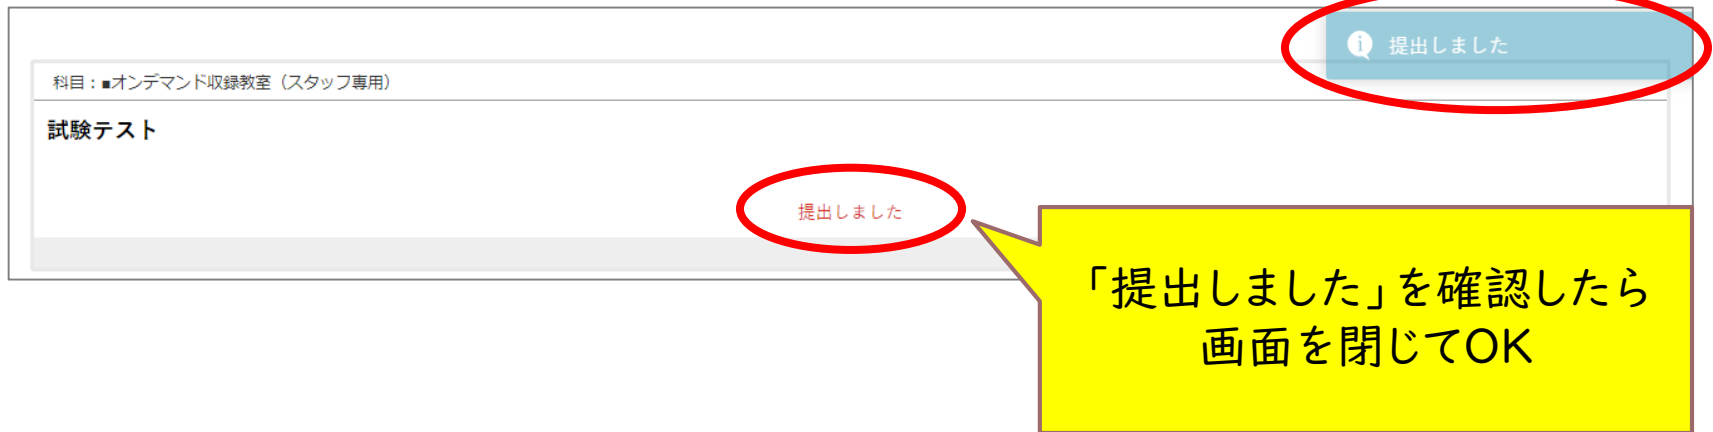 提出しました
科目：■オンデマンド収録教室（スタッフ専用）
試験テスト
提出しました
「提出しました」を確認したら
画面を閉じてOK